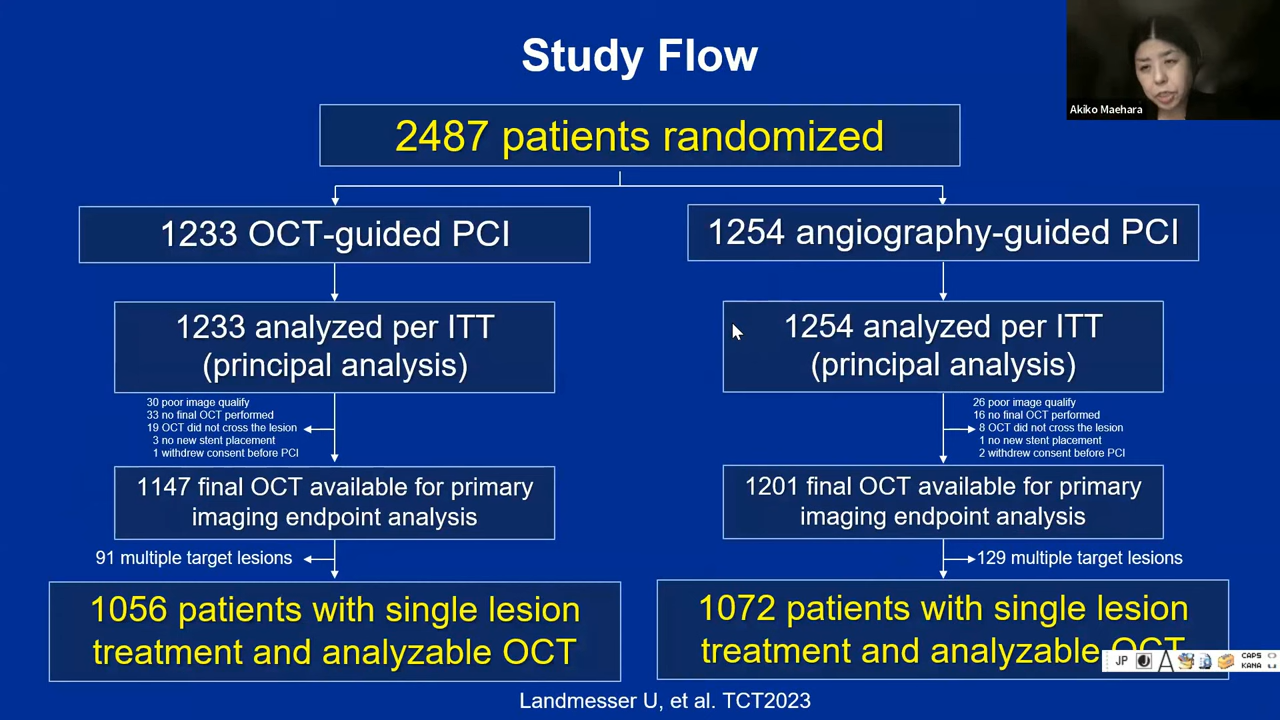 Study Flow
Akiko Maehara
2487 patients randomized
1233 OCT-guided PCI
1254 angiography-guided PCI
1233 analyzed per ITT
(principal analysis)
1254 analyzed per ITT
(principal analysis)
30 poor image qualify
33 no final OCT performed
19 OCT did not cross the lesion
3 no new stent placement
1 withdrew consent before PCI
26 poor image qualify
16 no final OCT performed
8 OCT did not cross the lesion
1 no new stent placement
2 withdrew consent before PCI
1147 final OCT available for primary
imaging endpoint analysis
1201 final OCT available for primary
imaging endpoint analysis
91 multiple target lesions
129 multiple target lesions
1056 patients with single lesion
treatment and analyzable OCT
1072 patients with single lesion
treatment and analyzable OCT
JP A CAPS
KANA
Landmesser U, et al. TCT2023